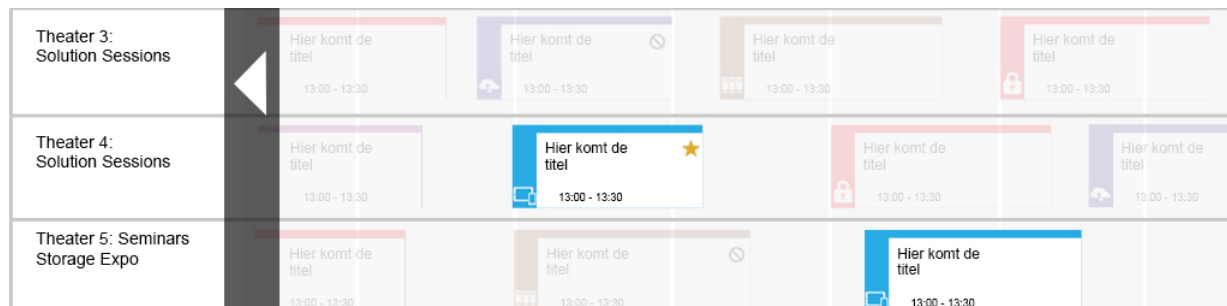 Theater 3:
Solution Sessions
Hier komt de
titel
13:00 - 13:30
Hier komt de
titel
13:00 - 13:30
Hier komt de
titel
13:00 - 13:30
Hier komt de
titel
13:00 - 13:30
Theater 4:
Solution Sessions
Hier komt de
titel
13:00 - 13:30
Hier komt de
titel
13:00 - 13:30
Hier komt de
titel
13:00 - 13:30
Hier komt de
titel
13:00 - 13:30
Theater 5: Seminars
Storage Expo
Hier komt de
titel
13:00 - 13:30
Hier komt de
titel
13:00 - 13:30
Hier komt de
titel
13:00 - 13:30